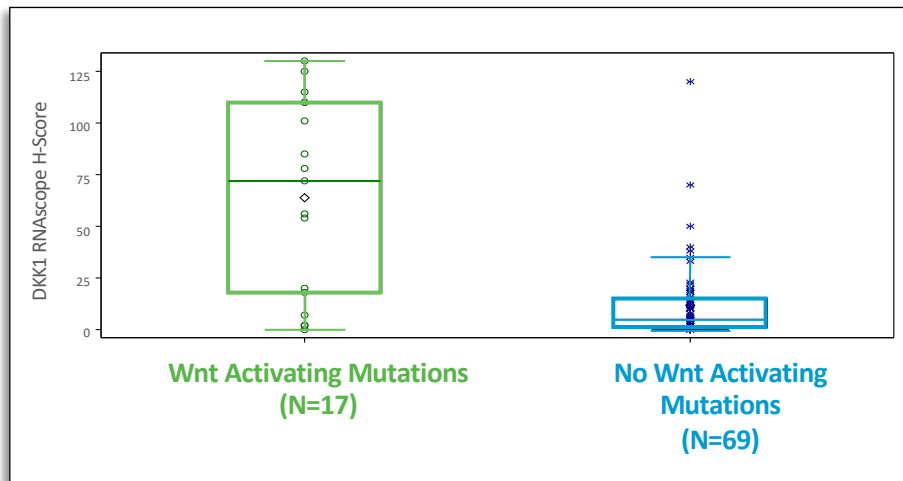 DKK1 RNAscope H-Score
125
100
75
50
25
0
Wnt Activating Mutations
(N=17)
No Wnt Activating
Mutations
(N=69)